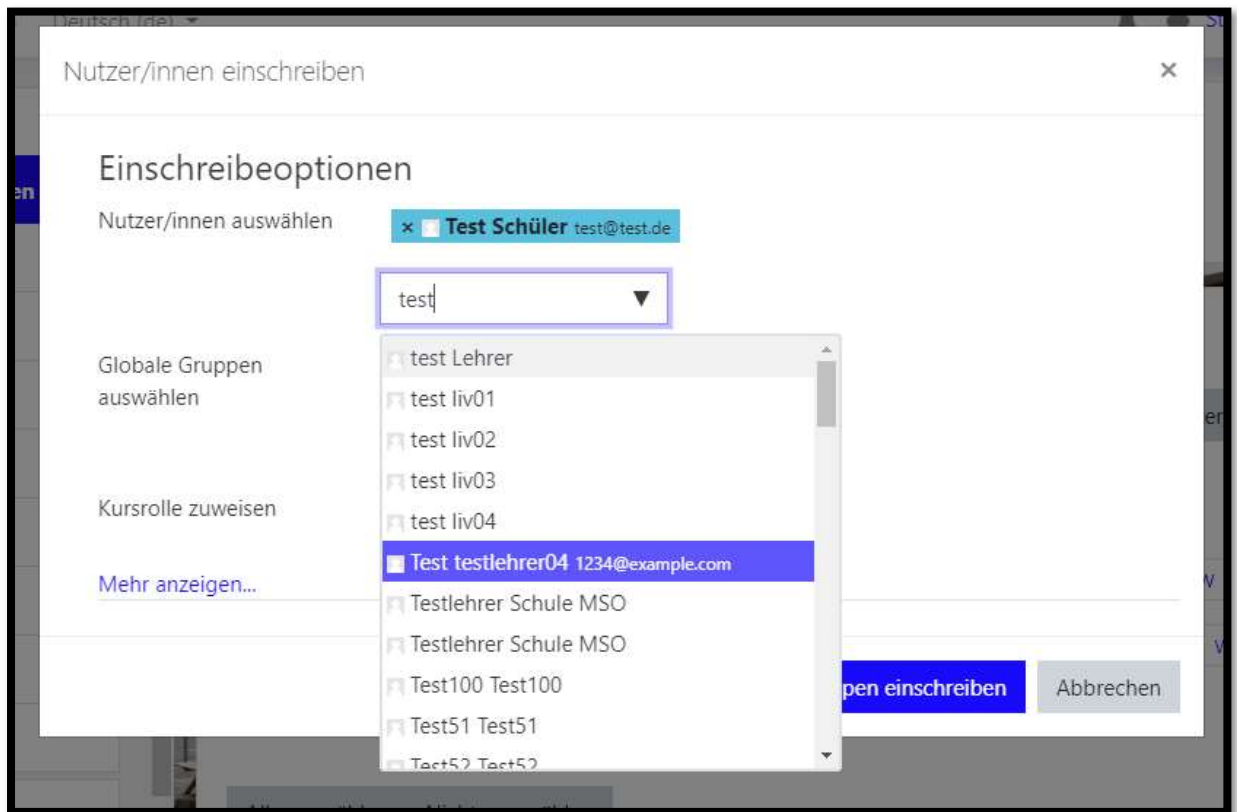 Deutsch (de)
Nutzer/innen einschreiben
×
Einschreibeoptionen
Nutzer/innen auswählen
× Test Schüler test@test.de
test ▼
Globale Gruppen
auswählen
Kursrolle zuweisen
Mehr anzeigen...
test Lehrer
test liv01
test liv02
test liv03
test liv04
Test testlehrer04 1234@example.com
Testlehrer Schule MSO
Testlehrer Schule MSO
Test100 Test100
Test51 Test51
Test52 Test52
pen einschreiben
Abbrechen